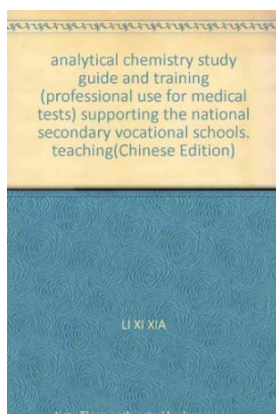 analytical chemistry study
guide and training
(professional use for medical
tests) supporting the national
secondary vocational schools.
teaching(Chinese Edition)
LI XI XIA